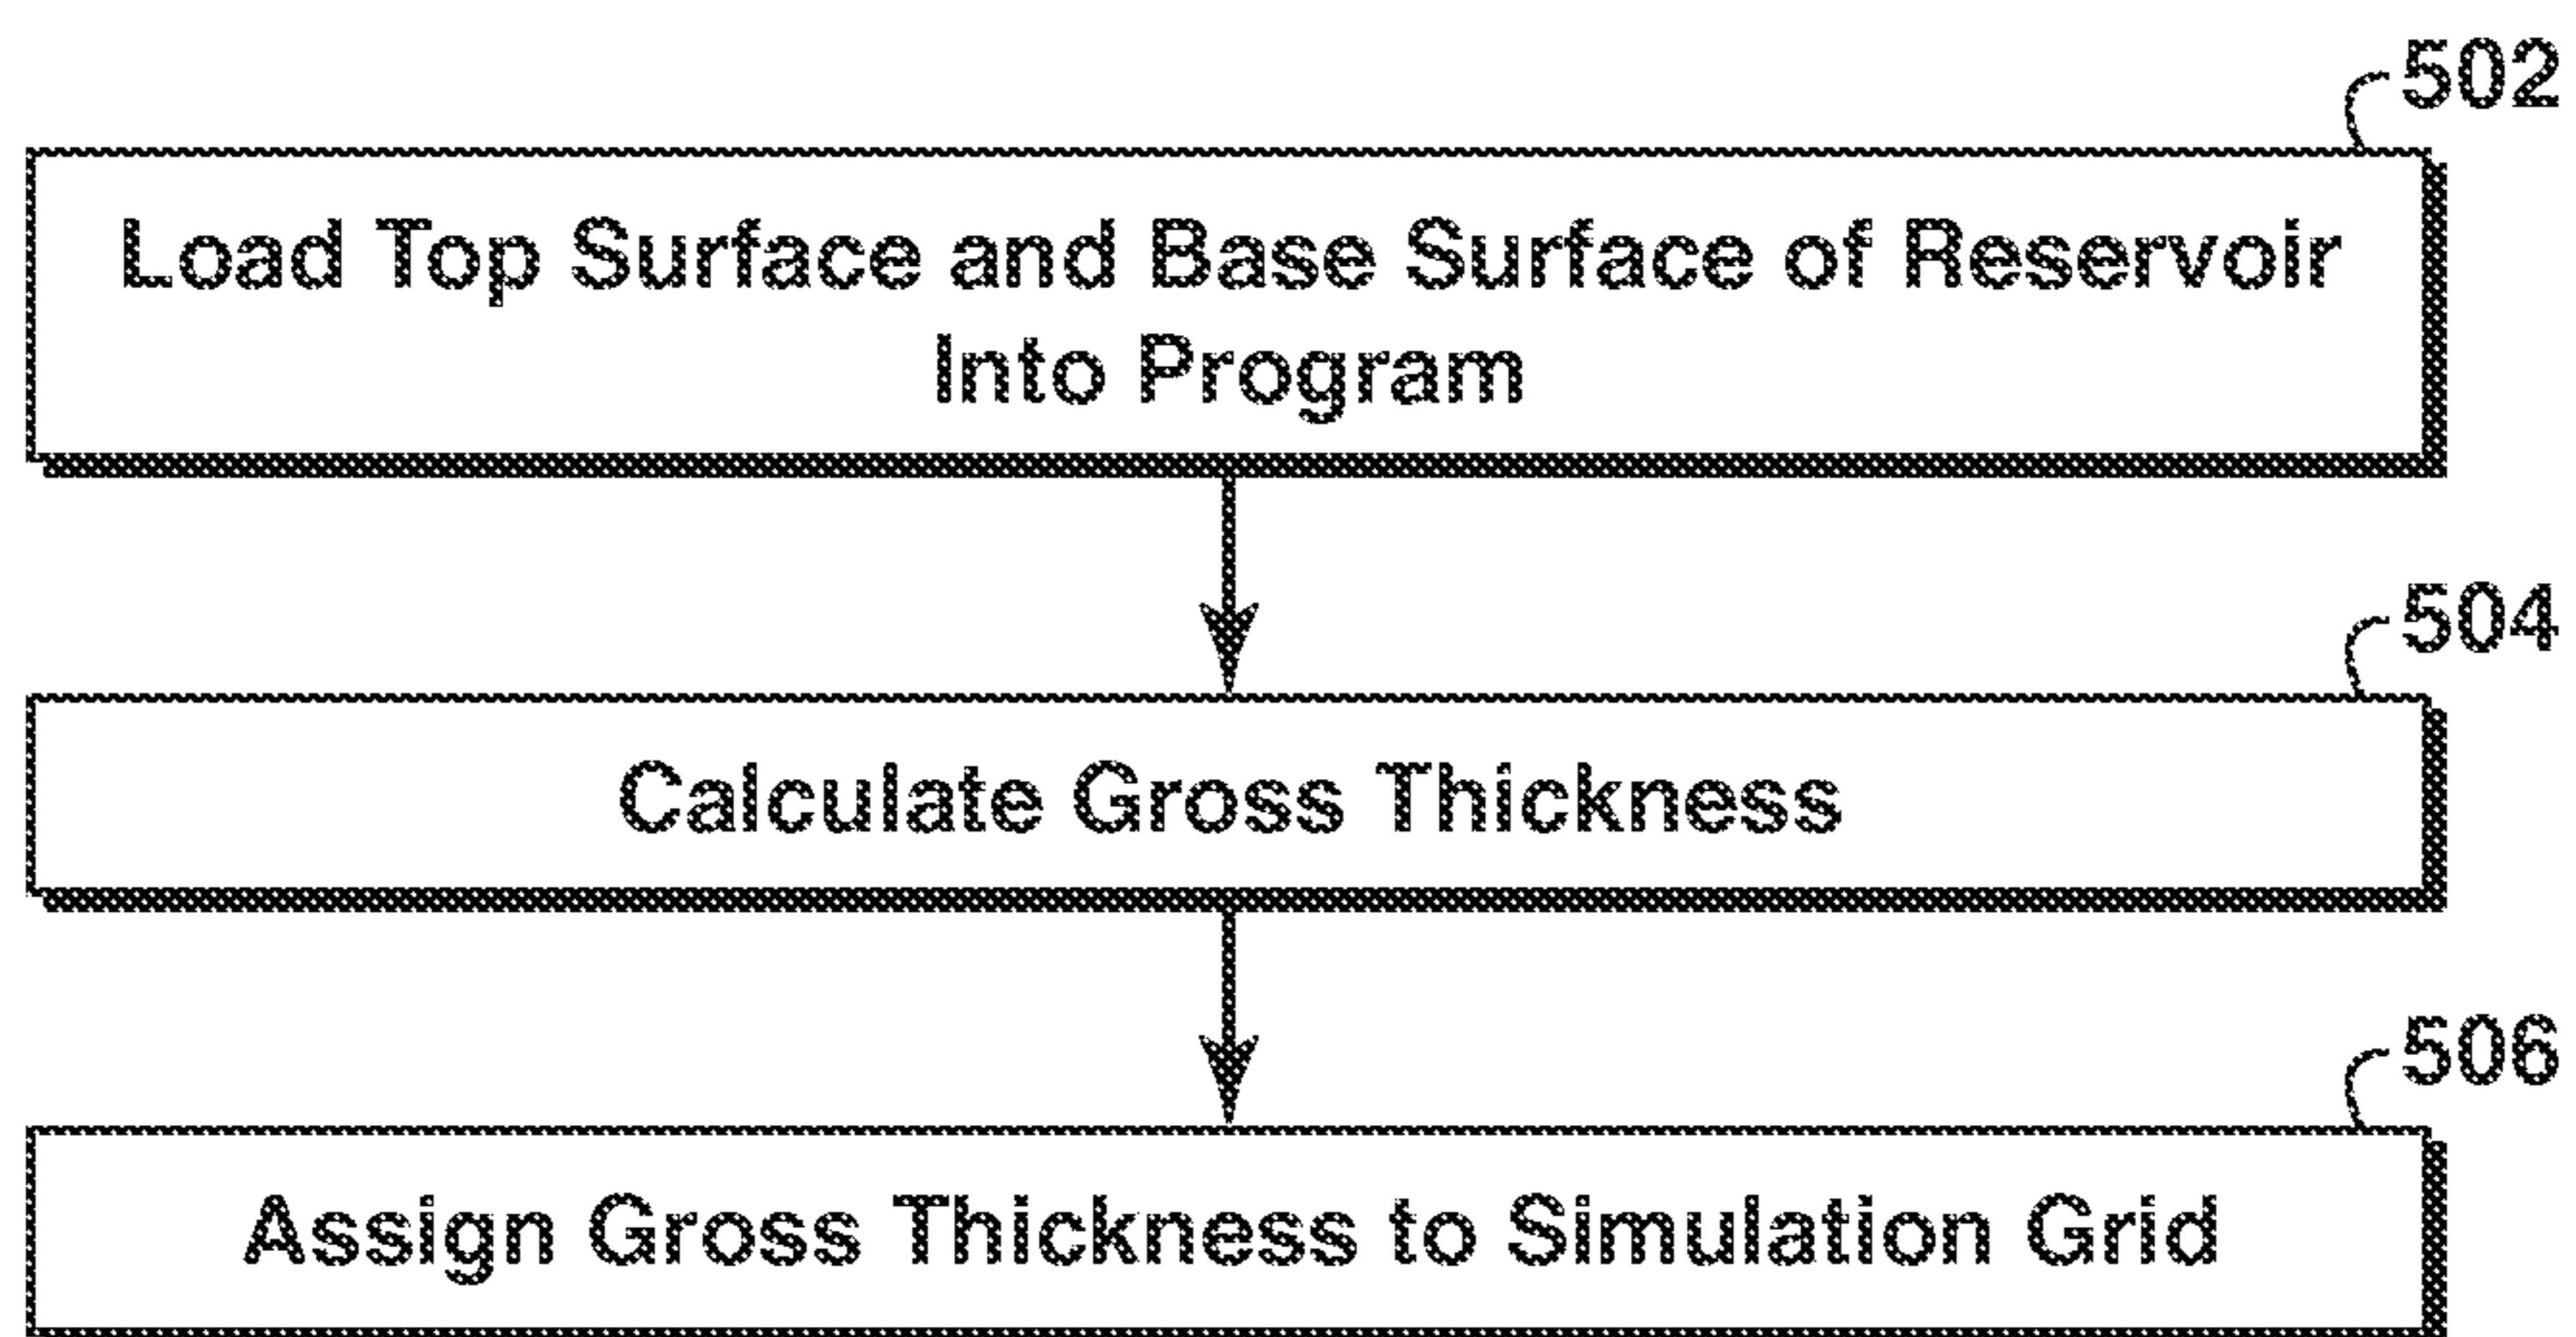 502
Load Top Surface and Base Surface of Reservoir
Into Program
504
Calculate Gross Thickness
506
Assign Gross Thickness to Simulation Grid